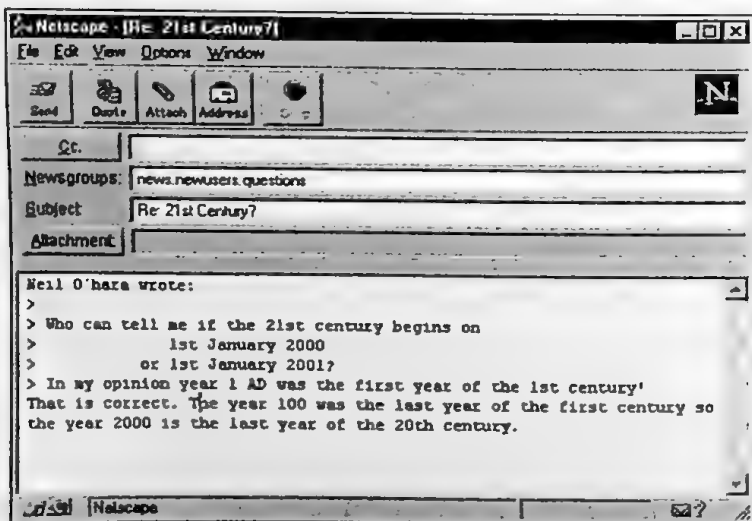 Netscape - [Re: 21st Century?]
File Edit View Options Window
Send Quote Attach Address
N
Cc:
Newsgroups: news.newusers.questions
Subject: Re: 21st Century?
Attachment:
Neil O'hara wrote:
>
> Who can tell me if the 21st century begins on
> 1st January 2000
> or 1st January 2001?
> In my opinion year 1 AD was the first year of the 1st century!
That is correct. The year 100 was the last year of the first century so
the year 2000 is the last year of the 20th century.
Netscape
?